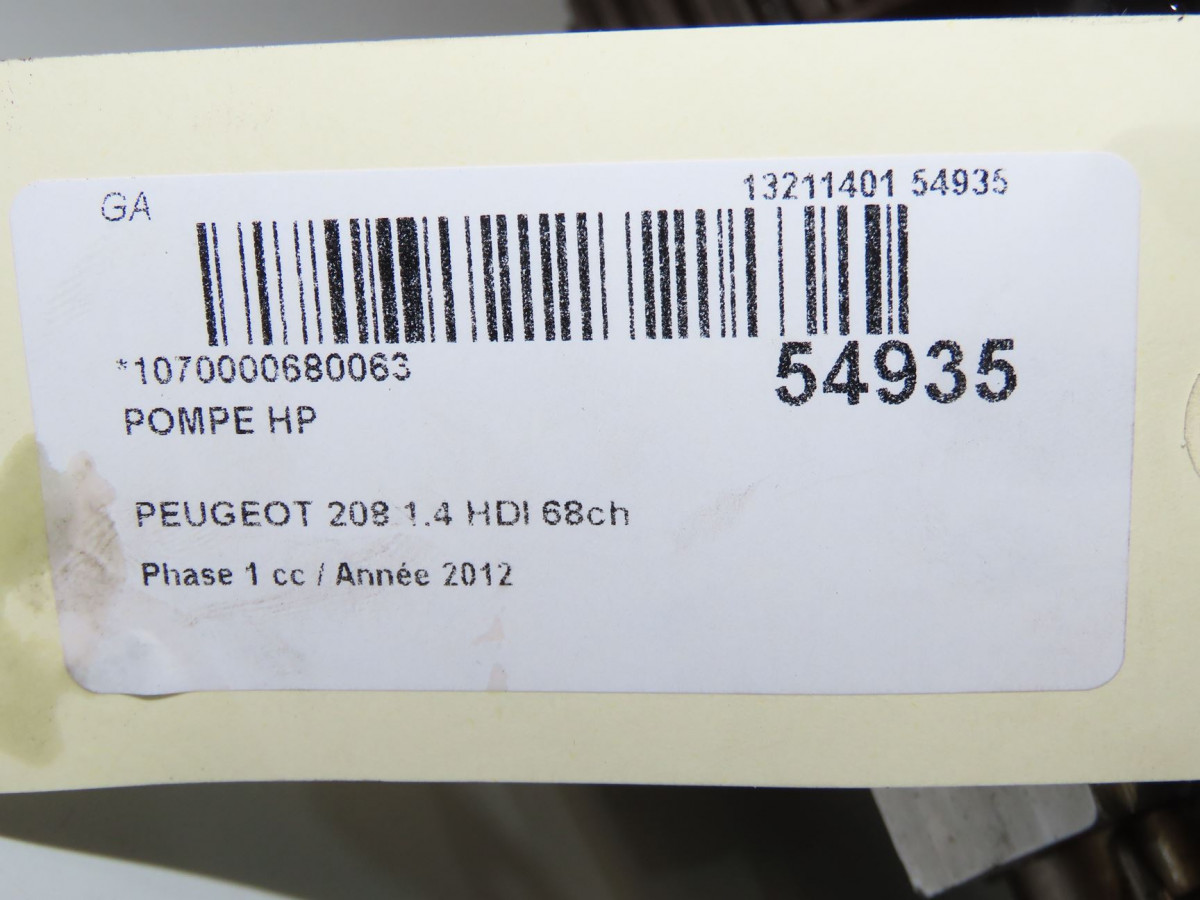 GA
13211401 54935
*1070000680063
54935
POMPE HP
PEUGEOT 208 1.4 HDI 68ch
Phase 1 cc / Année 2012